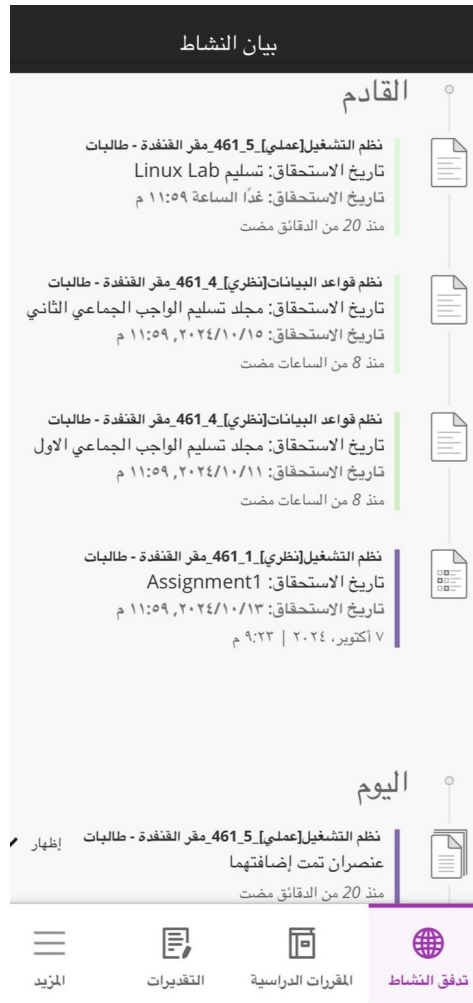 بيان النشاط
القادم
نظم التشغيل[عملي]_5_461_مقر القنفدة - طالبات
تاريخ الاستحقاق: تسليم Linux Lab
تاريخ الاستحقاق: غدًا الساعة ١١:٥٩ م
منذ 20 من الدقائق مضت
نظم قواعد البيانات[نظري]_4_461_مقر القنفدة - طالبات
تاريخ الاستحقاق: مجلد تسليم الواجب الجماعي الثاني
تاريخ الاستحقاق: ٢٠٢٤/١٠/١٥, ١١:٥٩ م
منذ 8 من الساعات مضت
نظم قواعد البيانات[نظري]_4_461_مقر القنفدة - طالبات
تاريخ الاستحقاق: مجلد تسليم الواجب الجماعي الاول
تاريخ الاستحقاق: ٢٠٢٤/١٠/١١, ١١:٥٩ م
منذ 8 من الساعات مضت
نظم التشغيل[نظري]_1_461_مقر القنفدة - طالبات
تاريخ الاستحقاق: Assignment1
تاريخ الاستحقاق: ٢٠٢٤/١٠/١٣, ١١:٥٩ م
٧ أكتوبر، ٢٠٢٤ | ٩:٢٣ م
اليوم
نظم التشغيل[عملي]_5_461_مقر القنفدة - طالبات إظهار
عنصران تمت إضافتهما
منذ 20 من الدقائق مضت
تدفق النشاط
المقررات الدراسية
التقديرات
المزيد